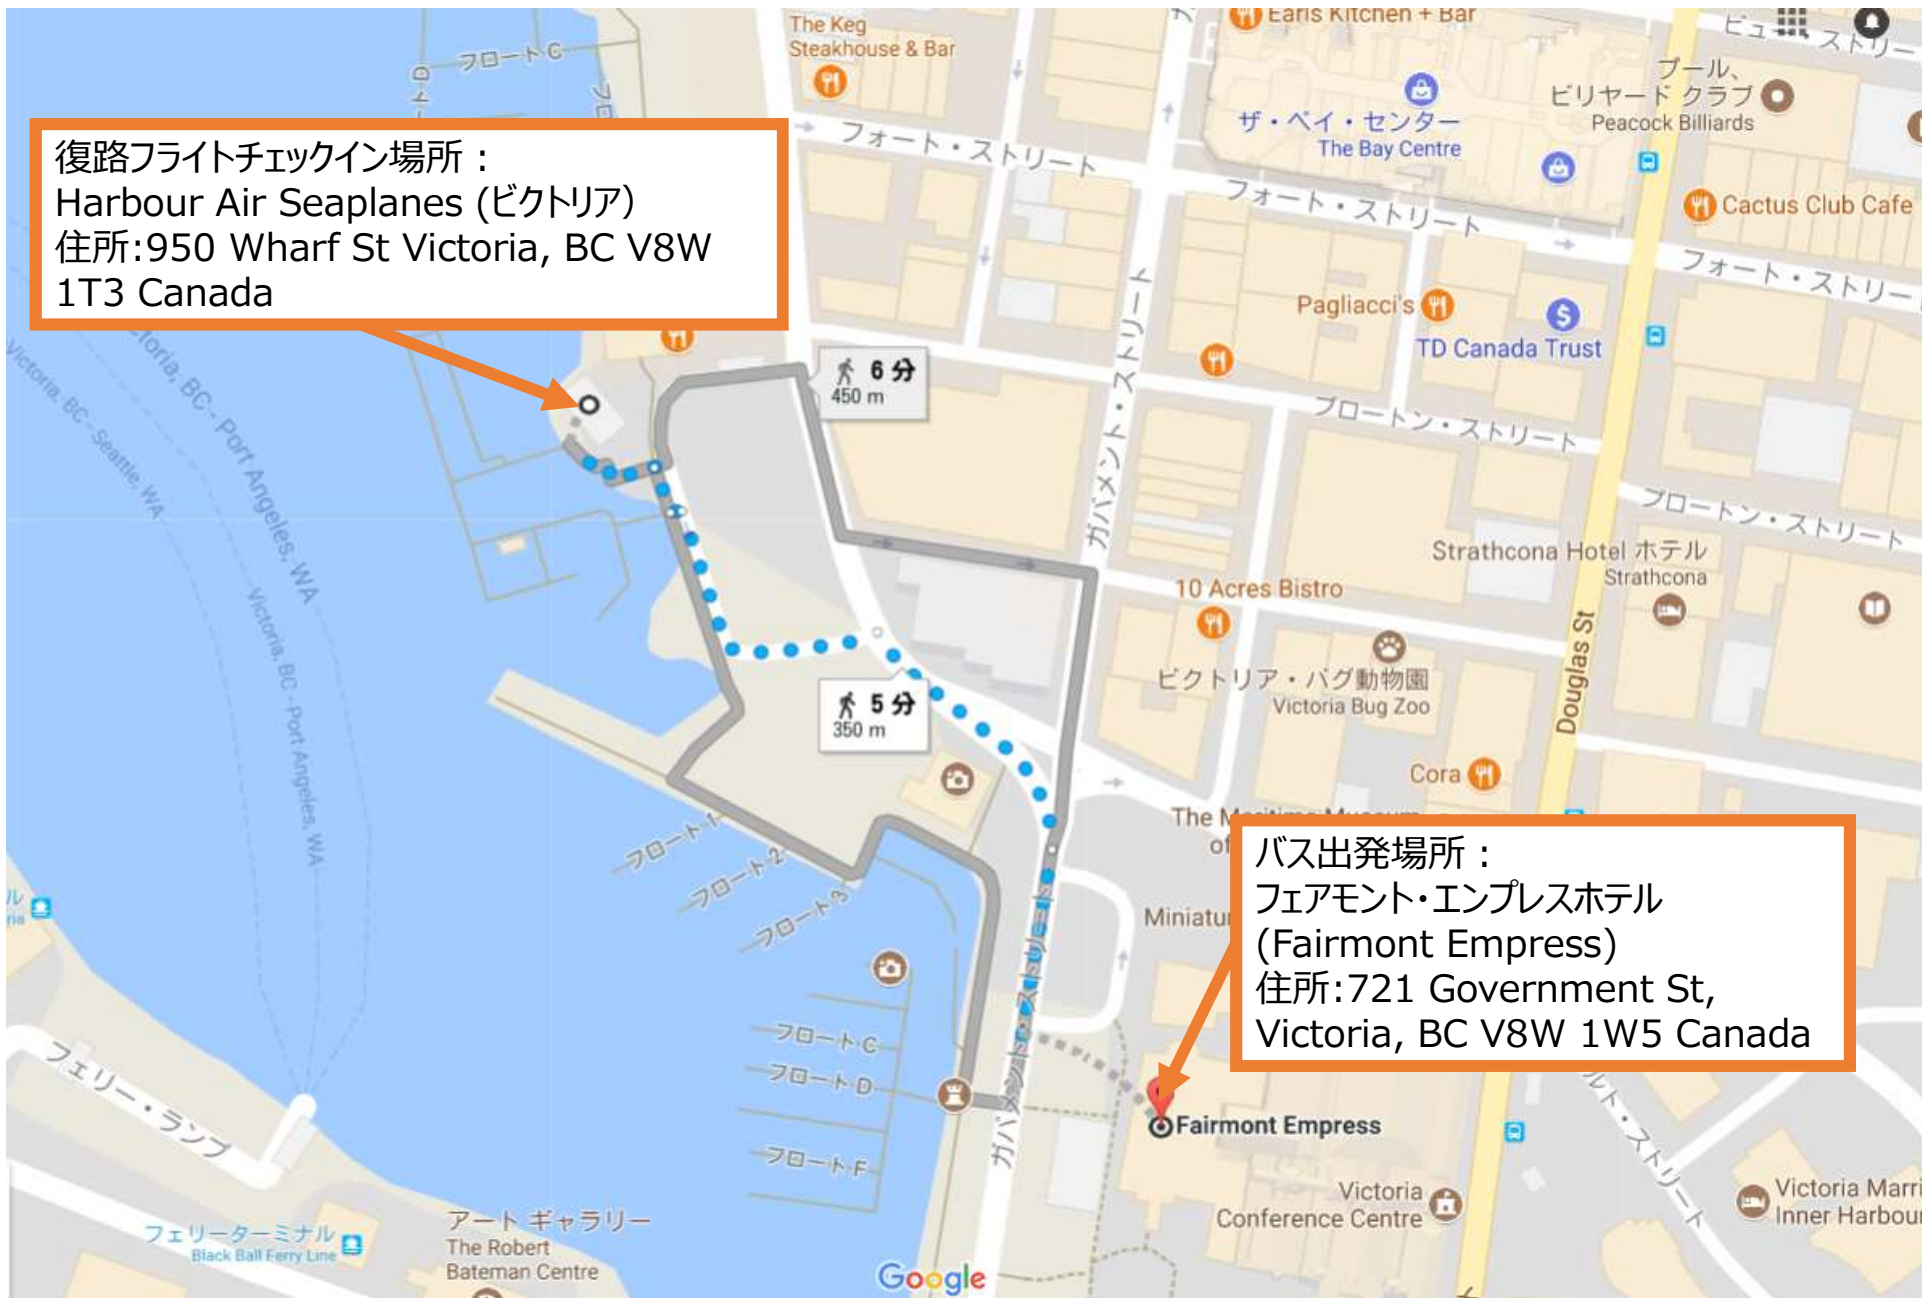 The Keg
Steakhouse & Bar
Earls Kitchen + Bar
フロート C
プール、
ビリヤード クラブ
Peacock Billiards
ザ・ベイ・センター
The Bay Centre
フォート・ストリート
フォート・ストリート
Cactus Club Cafe
復路フライトチェックイン場所：
Harbour Air Seaplanes (ビクトリア)
住所:950 Wharf St Victoria, BC V8W
1T3 Canada
Pagliacci's
TD Canada Trust
6 分
450 m
Victoria, BC - Seattle, WA
Victoria, BC - Port Angeles, WA
ガバメント・ストリート
ブロートン・ストリート
ブロートン・ストリート
Strathcona Hotel ホテル
Strathcona
10 Acres Bistro
Douglas St
ビクトリア・バグ動物園
Victoria Bug Zoo
Victoria, BC - Port Angeles, WA
5 分
350 m
Cora
フロート 1
フロート 2
フロート 3
バス出発場所：
フェアモント・エンプレスホテル
(Fairmont Empress)
住所:721 Government St,
Victoria, BC V8W 1W5 Canada
ガバメント・ストリート
フロート C
フロート D
フロート F
フェリー・ランプ
Fairmont Empress
Victoria
Conference Centre
フェリーターミナル
Black Ball Ferry Line
アート ギャラリー
The Robert
Bateman Centre
Google